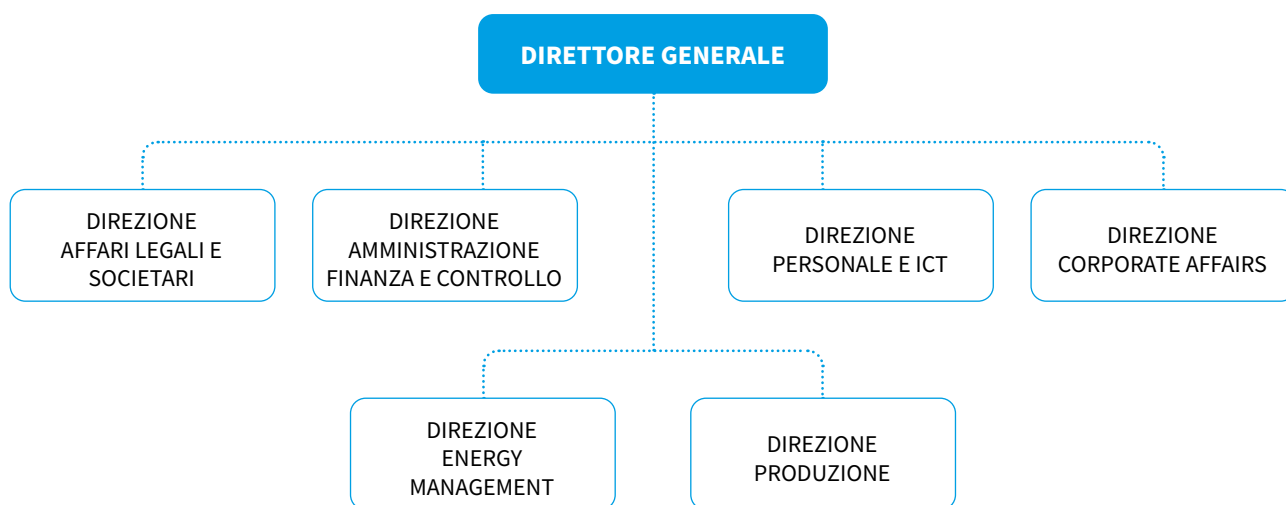 DIRETTORE GENERALE
DIREZIONE
AFFARI LEGALI E
SOCIETARI
DIREZIONE
AMMINISTRAZIONE
FINANZA E CONTROLLO
DIREZIONE
PERSONALE E ICT
DIREZIONE
CORPORATE AFFAIRS
DIREZIONE
ENERGY
MANAGEMENT
DIREZIONE
PRODUZIONE